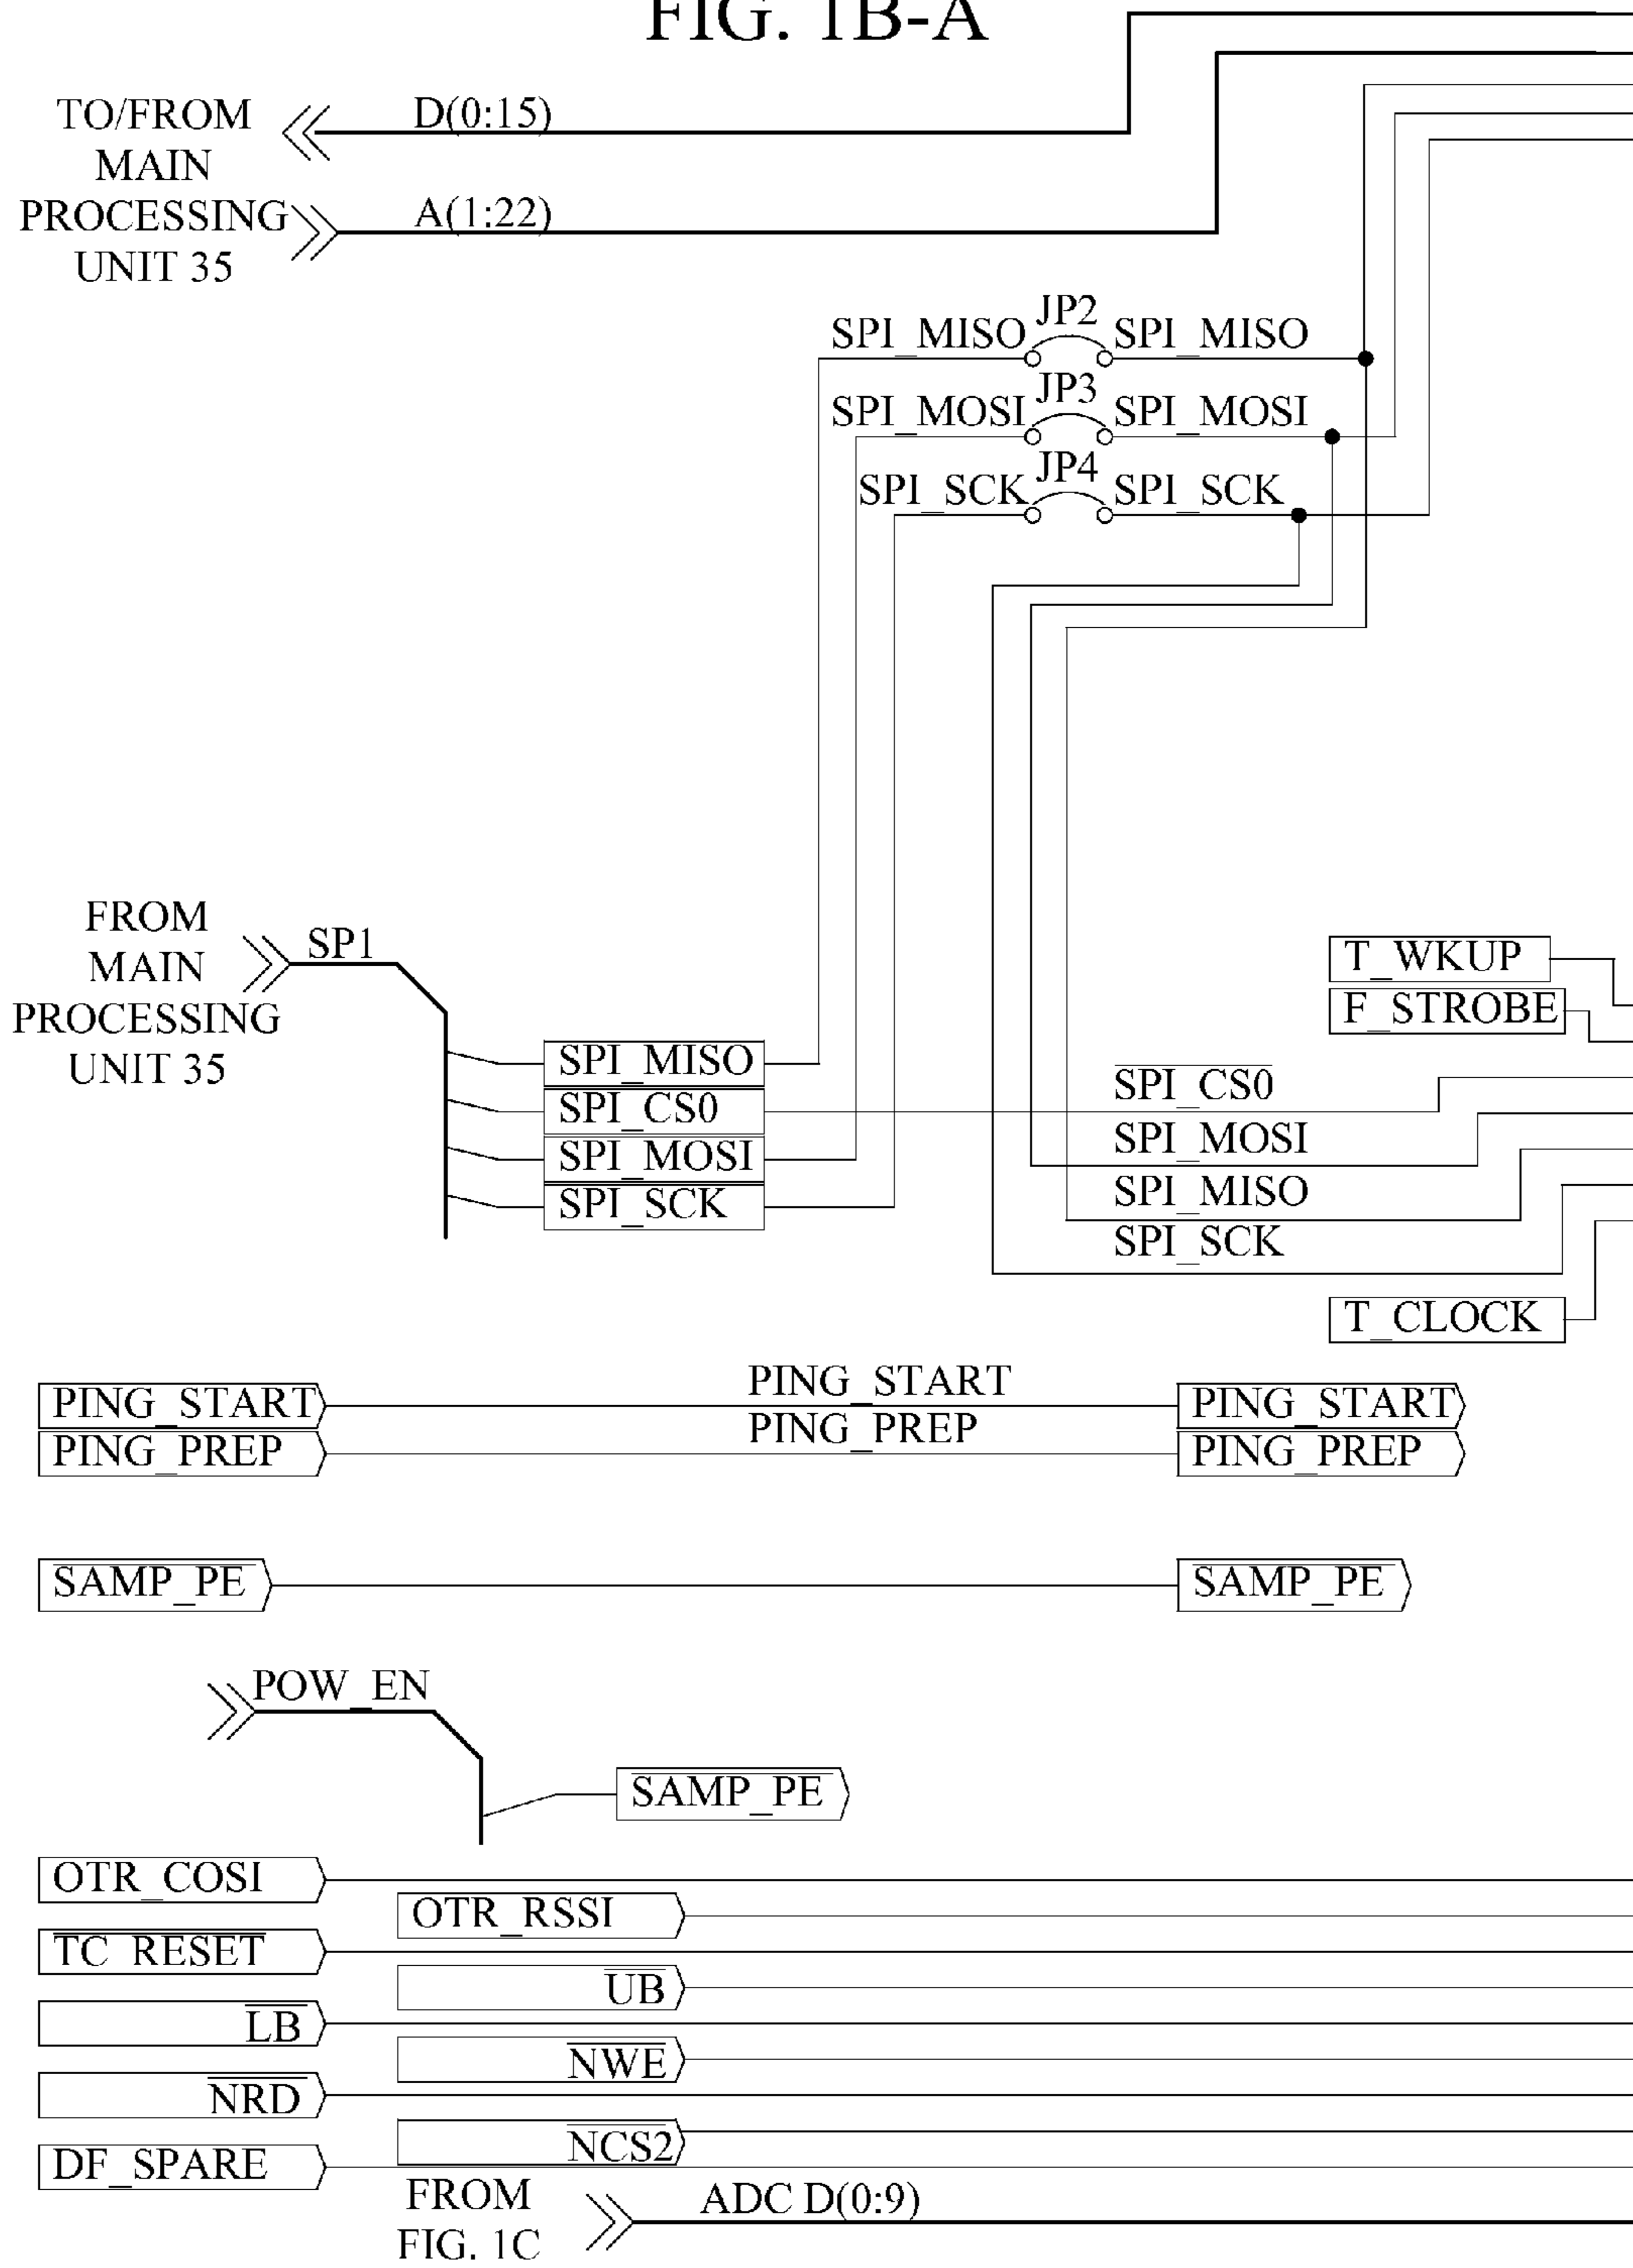 FIG. 1B-A
TO/FROM
MAIN
PROCESSING
UNIT 35
D(0:15)
A(1:22)
SPI_MISO JP2 SPI_MISO
SPI_MOSI JP3 SPI_MOSI
SPI_SCK JP4 SPI_SCK
FROM
MAIN
PROCESSING
UNIT 35
SP1
SPI_MISO
SPI_CS0
SPI_MOSI
SPI_SCK
T_WKUP
F_STROBE
SPI_CS0
SPI_MOSI
SPI_MISO
SPI_SCK
T_CLOCK
PING_START PING_START PING_START
PING_PREP PING_PREP PING_PREP
SAMP_PE SAMP_PE
POW_EN
SAMP_PE
OTR_COSI
OTR_RSSI
TC_RESET
UB
LB
NWE
NRD
NCS2
DF_SPARE
FROM
FIG. 1C
ADC D(0:9)